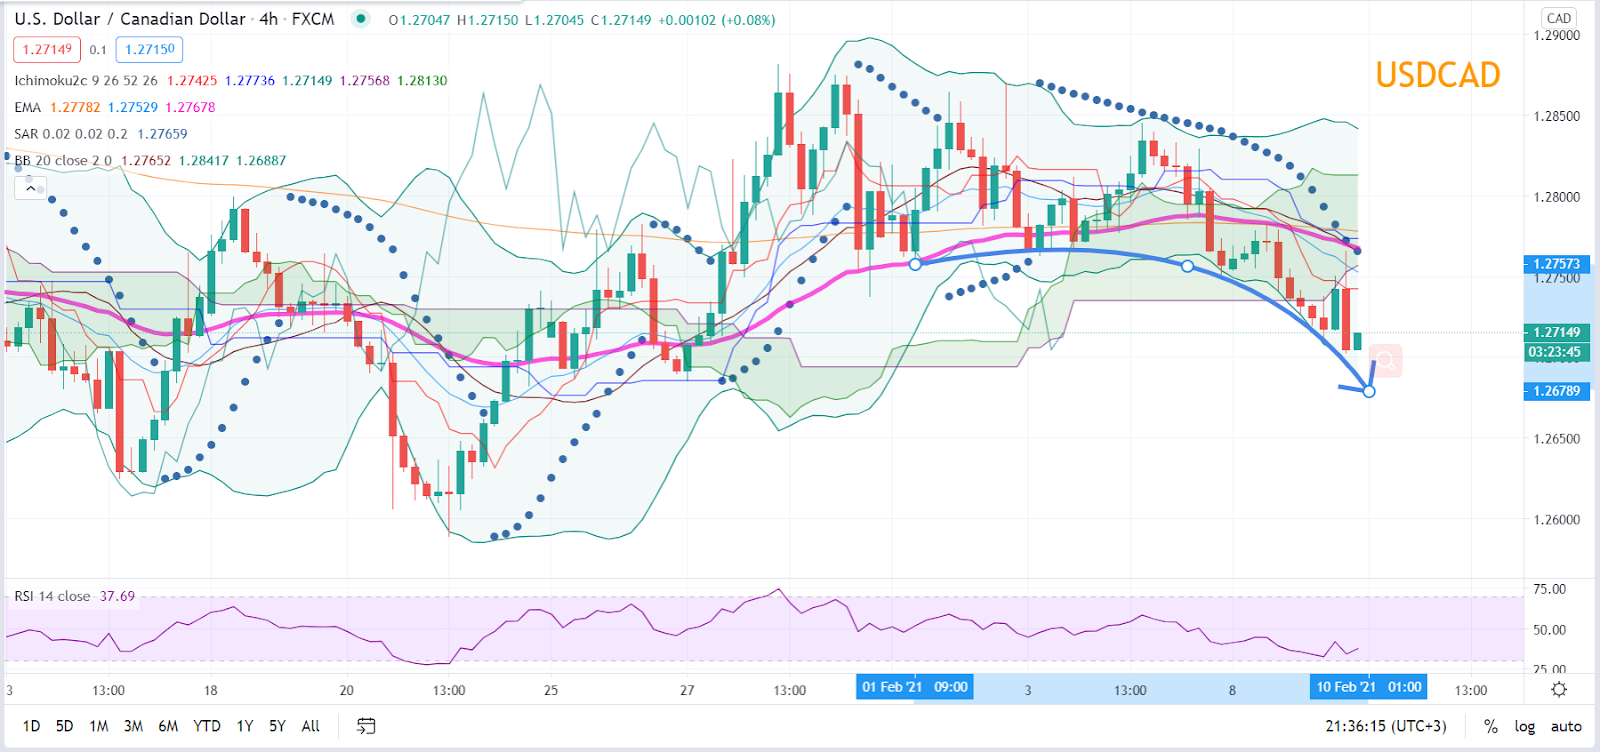 U.S. Dollar / Canadian Dollar · 4h · FXCM O1.27047 H1.27150 L1.27045 C1.27149 +0.00102 (+0.08%)
1.27149 0.1 1.27150
Ichimoku2c 9 26 52 26 1.27425 1.27736 1.27149 1.27568 1.28130
EMA 1.27782 1.27529 1.27678
SAR 0.02 0.02 0.2 1.27659
BB 20 close 2 0 1.27652 1.28417 1.26887
USDCAD
CAD
1.29000
1.28500
1.28000
1.27573
1.27500
1.27149
03:23:45
1.26789
1.26500
1.26000
RSI 14 close 37.69
75.00
50.00
25.00
3 13:00 18 20 13:00 25 27 13:00 01 Feb '21 09:00 3 13:00 8 10 Feb '21 01:00 13:00
1D 5D 1M 3M 6M YTD 1Y 5Y All 21:36:15 (UTC+3) % log auto